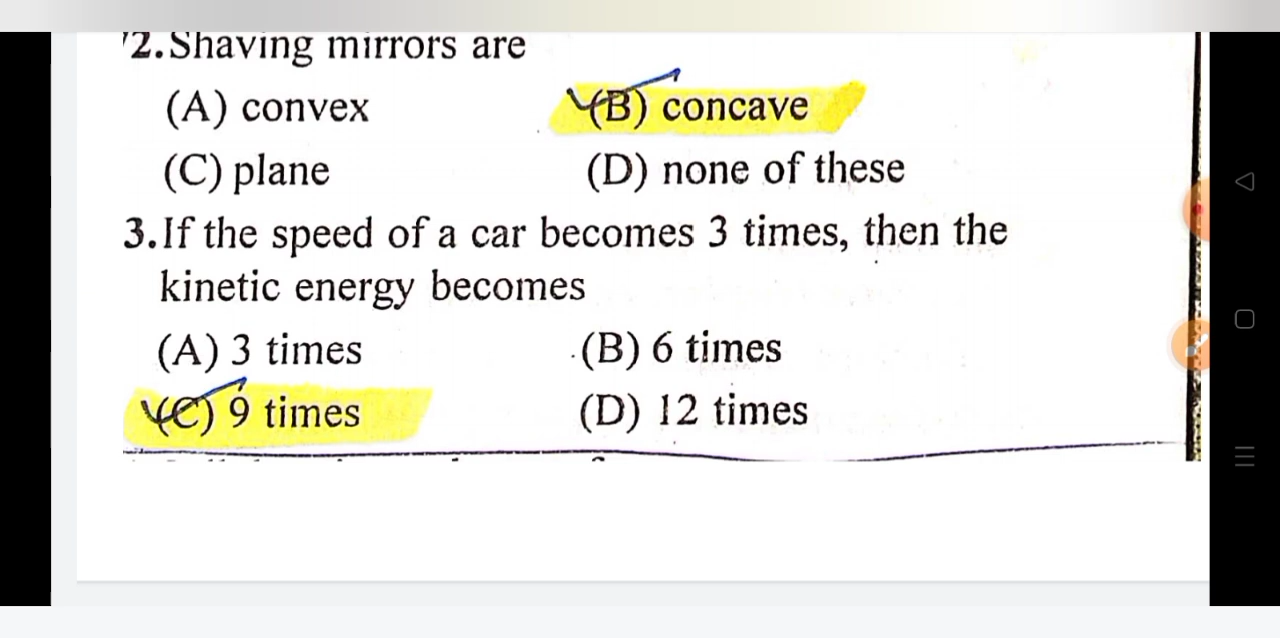 72.Shaving mirrors are
(A) convex (B) concave
(C) plane (D) none of these
3.If the speed of a car becomes 3 times, then the
kinetic energy becomes
(A) 3 times (B) 6 times
(C) 9 times (D) 12 times